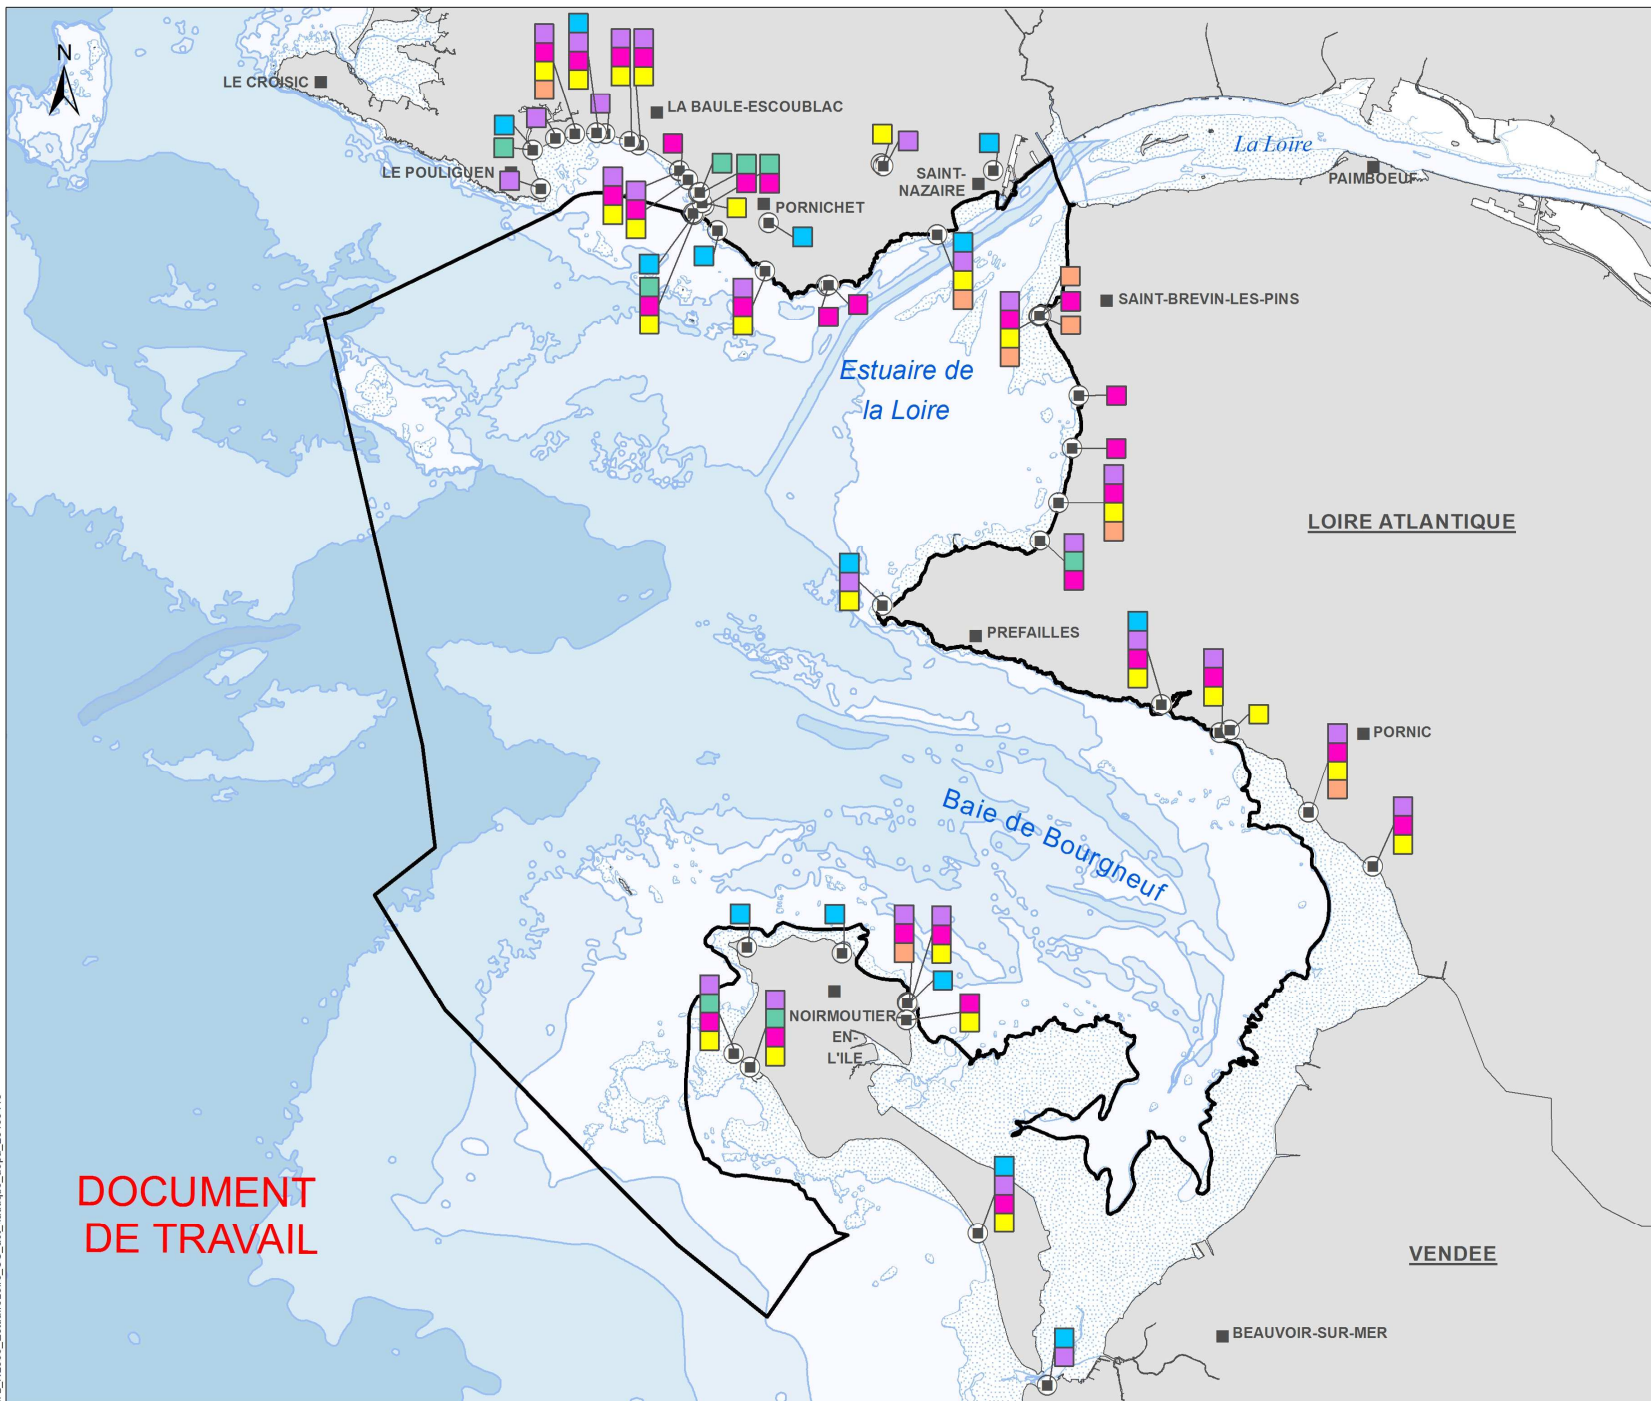 N
LE CROISIC
LA BAULE-ESCOUBLAC
LE POULIGUEN
La Loire
SAINT-
NAZAIRE
PAIMBOEUF
PORNICHET
SAINT-BREVIN-LES-PINS
Estuaire de
la Loire
LOIRE ATLANTIQUE
PREFAILLES
PORNIC
Baie de Bourgneuf
NOIRMOUTIER
EN-
L'ILE
DOCUMENT
DE TRAVAIL
VENDEE
BEAUVOIR-SUR-MER